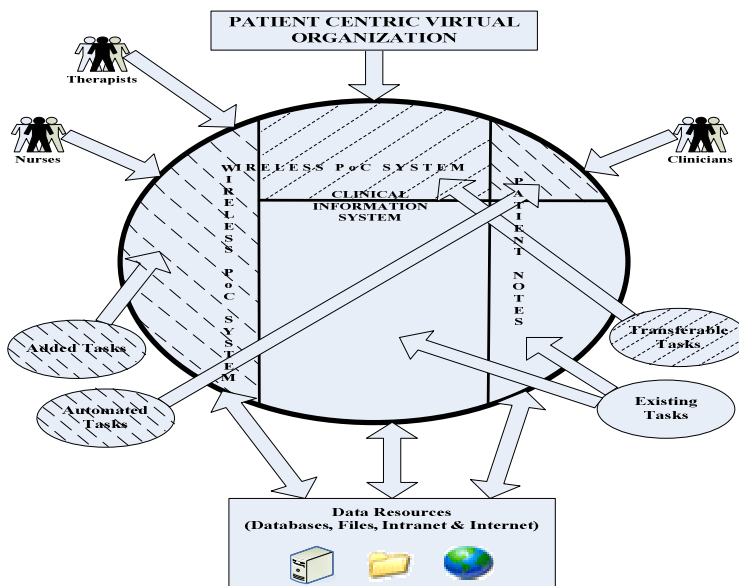 PATIENT CENTRIC VIRTUAL
ORGANIZATION
Therapists
Nurses
Clinicians
WIRELESS PoC SYSTEM
WIRELESS PoC SYSTEM
CLINICAL
INFORMATION
SYSTEM
PATIENT NOTES
Added Tasks
Transferable
Tasks
Automated
Tasks
Existing
Tasks
Data Resources
(Databases, Files, Intranet & Internet)